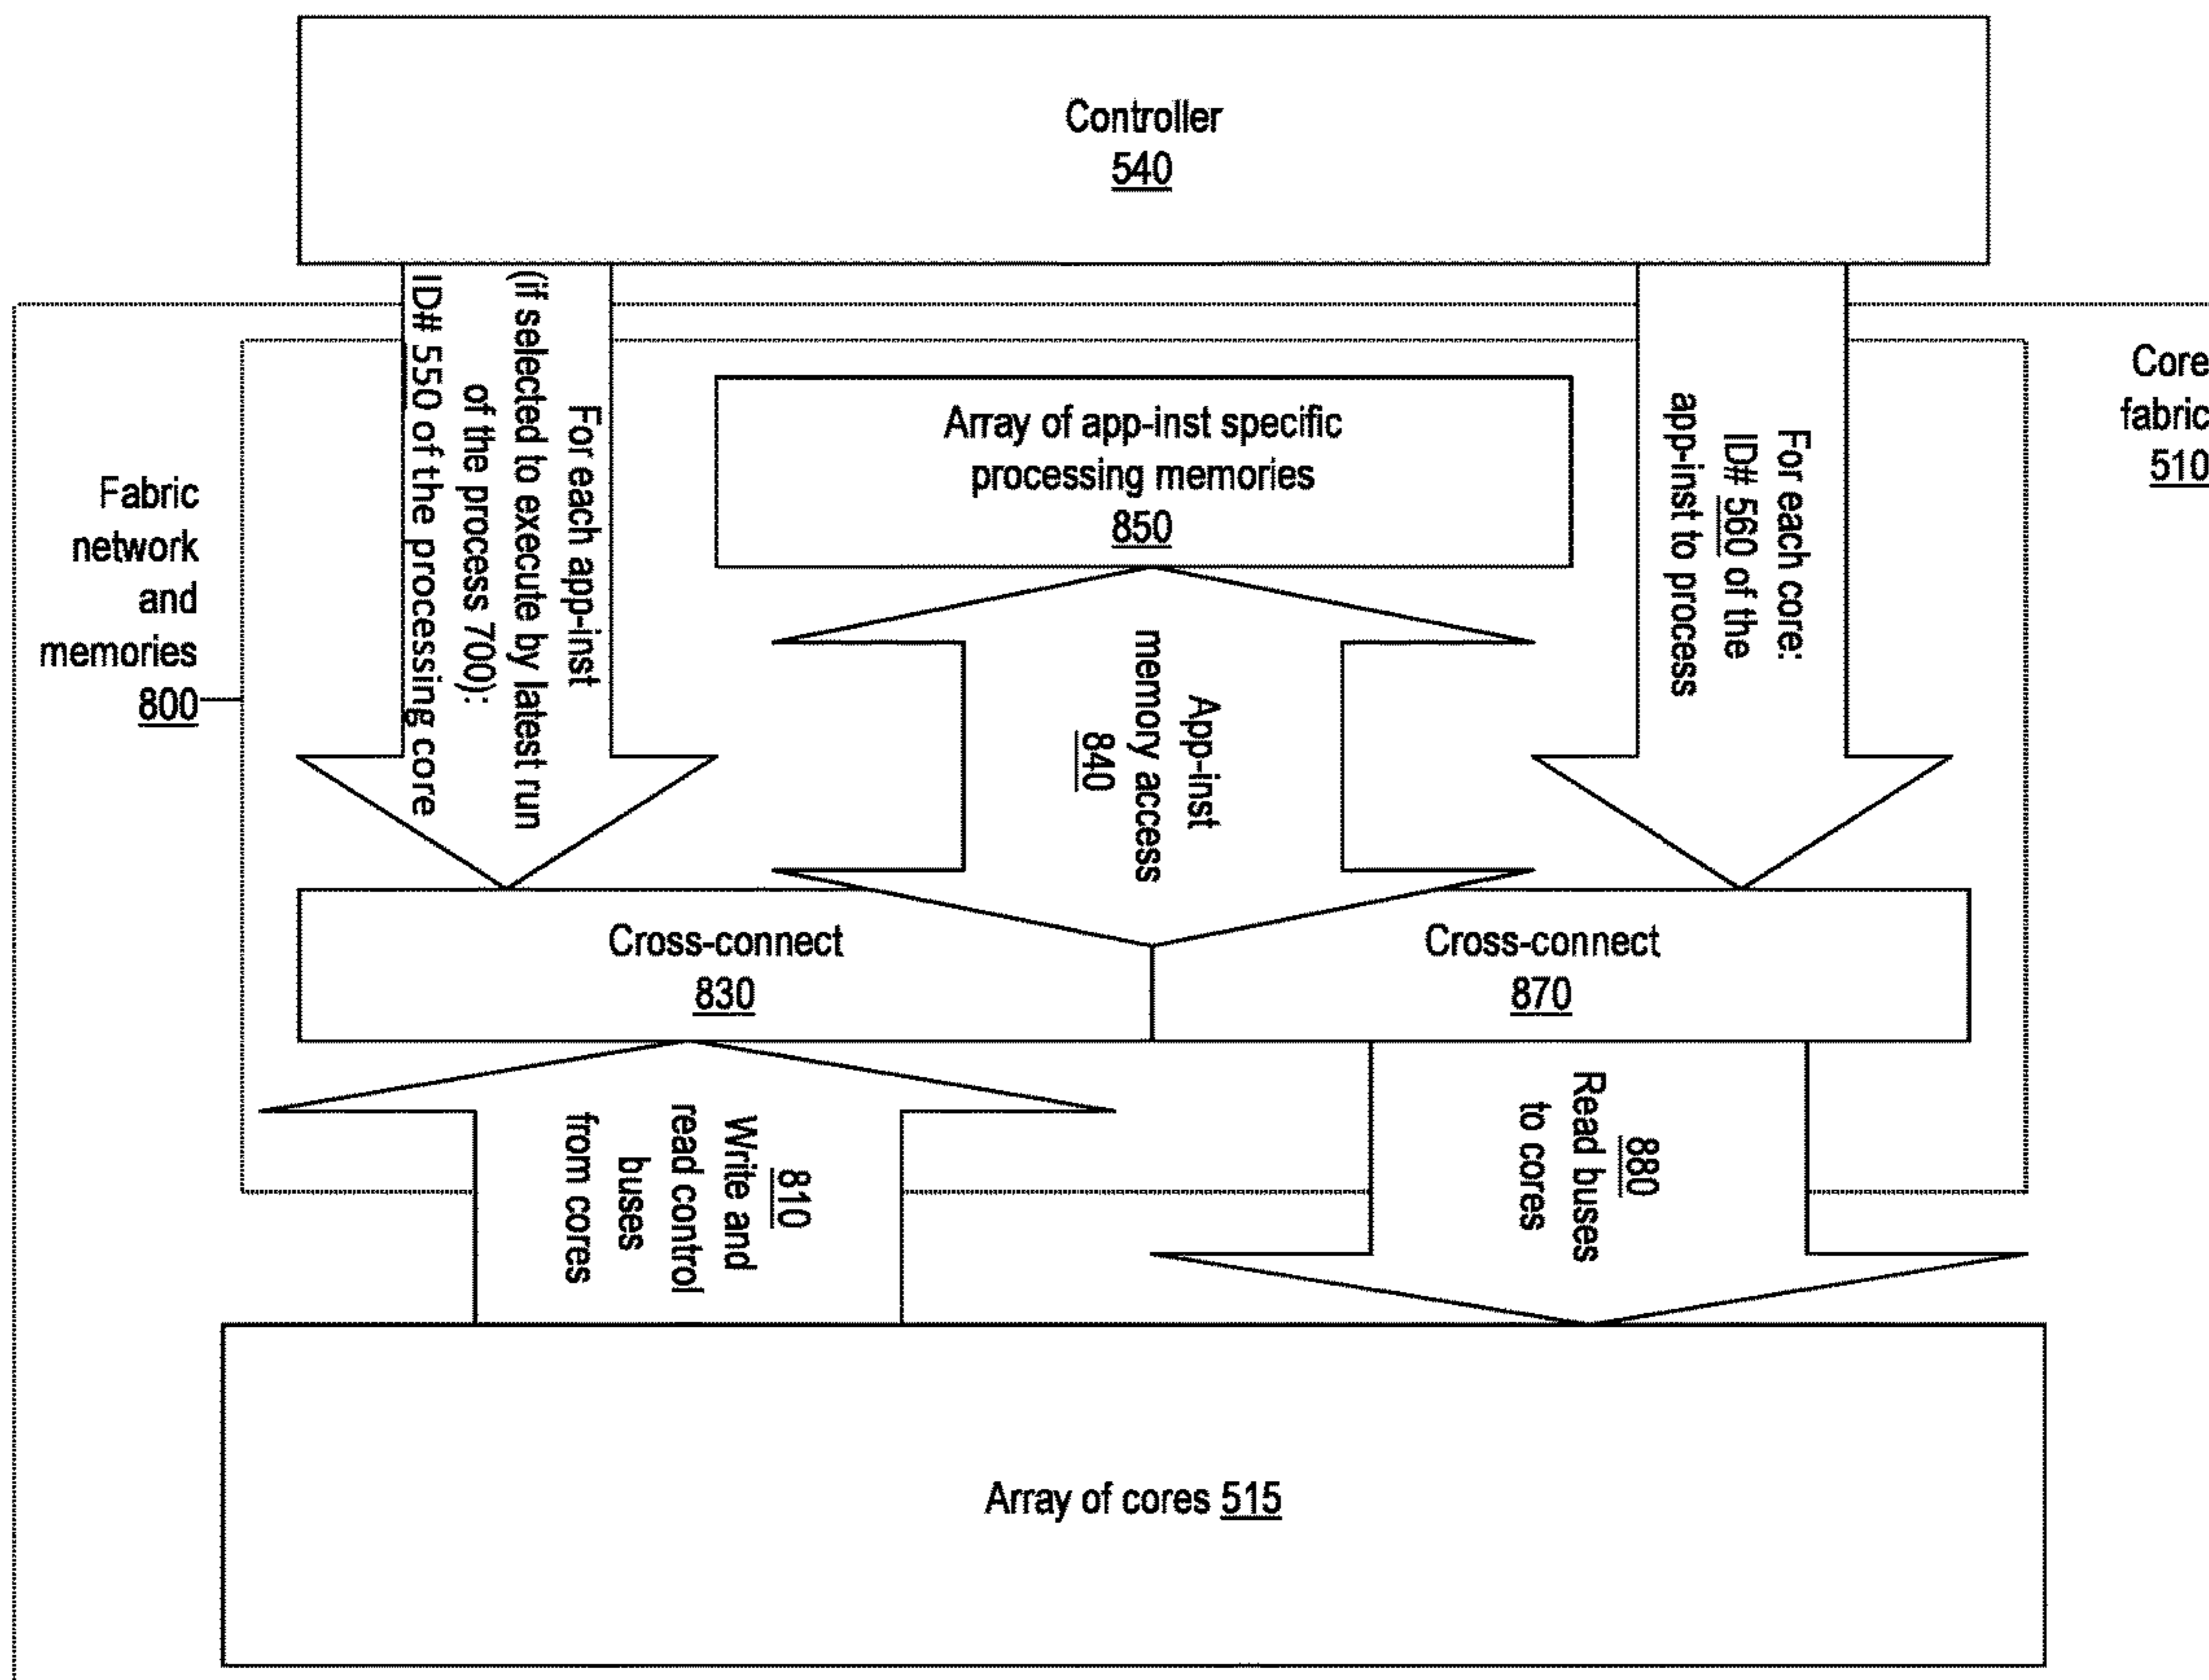 Controller
540
For each app-inst
(if selected to execute by latest run
of the process 700):
ID# 550 of the processing core
For each core:
ID# 560 of the
app-inst to process
Core
fabric
510
Array of app-inst specific
processing memories
850
Fabric
network
and
memories
800
App-inst
memory access
840
Cross-connect
830
Cross-connect
870
810
Write and
read control
buses
from cores
880
Read buses
to cores
Array of cores 515